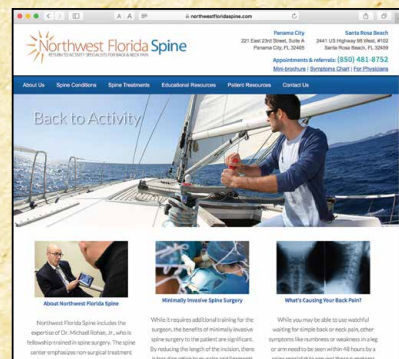 northwestfloridaspine.com
Northwest Florida Spine
RETURN TO ACTIVITY SPECIALISTS FOR BACK & NECK PAIN
Panama City
221 East 23rd Street, Suite A
Panama City, FL 32405
Santa Rosa Beach
2441 US Highway 98 West, #102
Santa Rosa Beach, FL 32459
Appointments & referrals: (850) 481-8752
Mini-brochure | Symptoms Chart | For Physicians
About Us Spine Conditions Spine Treatments Educational Resources Patient Resources Contact Us
Back to Activity
About Northwest Florida Spine
Northwest Florida Spine includes the
expertise of Dr. Michael Rohan, Jr., who is
fellowship-trained in spine surgery. The spine
center emphasizes non-surgical treatment
Minimally Invasive Spine Surgery
While it requires additional training for the
surgeon, the benefits of minimally invasive
spine surgery to the patient are significant.
By reducing the length of the incision, there
What's Causing Your Back Pain?
While you may be able to use watchful
waiting for simple back or neck pain, other
symptoms like numbness or weakness in a leg
or arm need to be seen within 48 hours by a